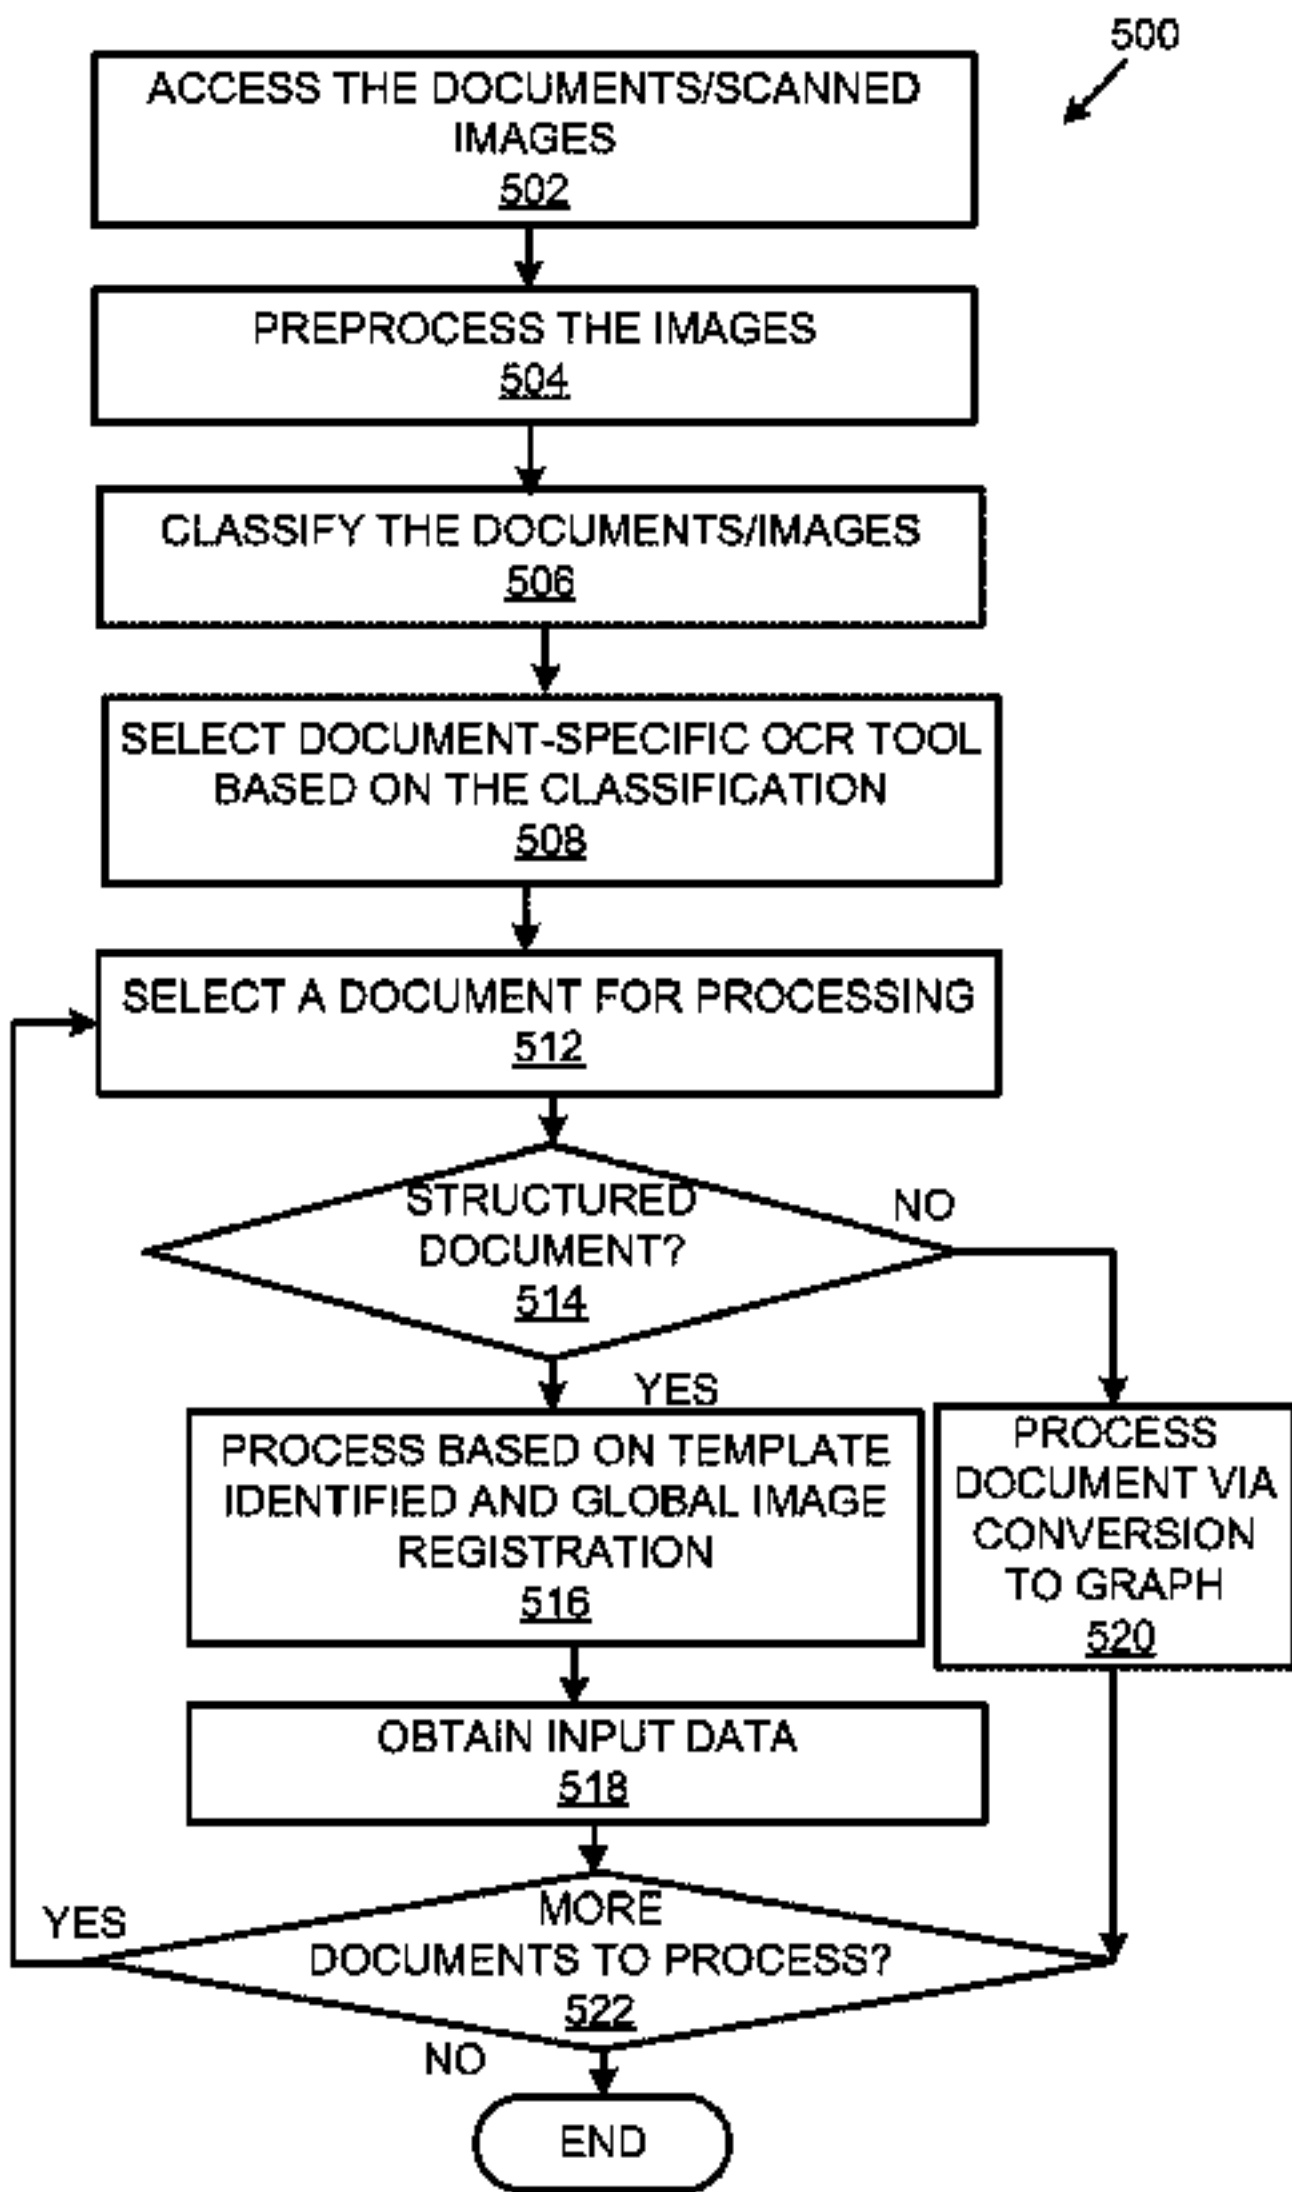 500
ACCESS THE DOCUMENTS/SCANNED
IMAGES
502
PREPROCESS THE IMAGES
504
CLASSIFY THE DOCUMENTS/IMAGES
506
SELECT DOCUMENT-SPECIFIC OCR TOOL
BASED ON THE CLASSIFICATION
508
SELECT A DOCUMENT FOR PROCESSING
512
STRUCTURED
DOCUMENT?
514
NO
YES
PROCESS BASED ON TEMPLATE
IDENTIFIED AND GLOBAL IMAGE
REGISTRATION
516
PROCESS
DOCUMENT VIA
CONVERSION
TO GRAPH
520
OBTAIN INPUT DATA
518
MORE
DOCUMENTS TO PROCESS?
522
YES
NO
END